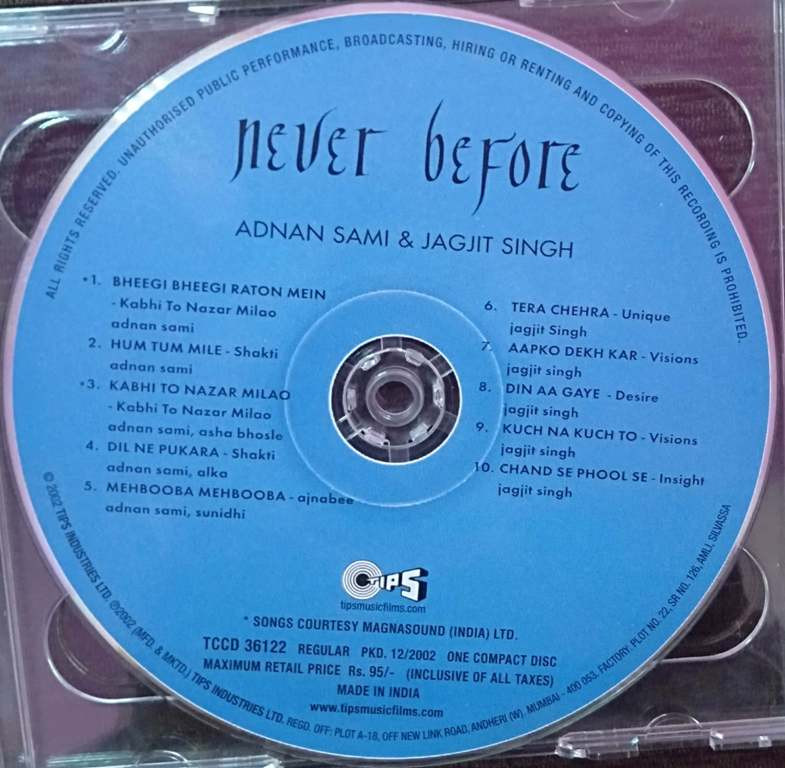 ALL RIGHTS RESERVED. UNAUTHORISED PUBLIC PERFORMANCE, BROADCASTING, HIRING OR RENTING AND COPYING OF THIS RECORDING IS PROHIBITED.
never before
ADNAN SAMI & JAGJIT SINGH
*1. BHEEGI BHEEGI RATON MEIN
- Kabhi To Nazar Milao
adnan sami
2. HUM TUM MILE - Shakti
adnan sami
*3. KABHI TO NAZAR MILAO
- Kabhi To Nazar Milao
adnan sami, asha bhosle
4. DIL NE PUKARA - Shakti
adnan sami, alka
5. MEHBOOBA MEHBOOBA - ajnabee
adnan sami, sunidhi
6. TERA CHEHRA - Unique
jagjit Singh
7. AAPKO DEKH KAR - Visions
jagjit singh
8. DIN AA GAYE - Desire
jagjit singh
9. KUCH NA KUCH TO - Visions
jagjit singh
10. CHAND SE PHOOL SE - Insight
jagjit singh
TIPS
tipsmusicfilms.com
* SONGS COURTESY MAGNASOUND (INDIA) LTD.
TCCD 36122 REGULAR PKD. 12/2002 ONE COMPACT DISC
MAXIMUM RETAIL PRICE Rs. 95/- (INCLUSIVE OF ALL TAXES)
MADE IN INDIA
www.tipsmusicfilms.com
© 2002 TIPS INDUSTRIES LTD. ℗2002 (MFD. & MKTD.) TIPS INDUSTRIES LTD. REGD. OFF: PLOT A-18, OFF NEW LINK ROAD, ANDHERI (W), MUMBAI - 400 053. FACTORY: PLOT NO. 22, SR NO. 126, AMLI, SILVASSA